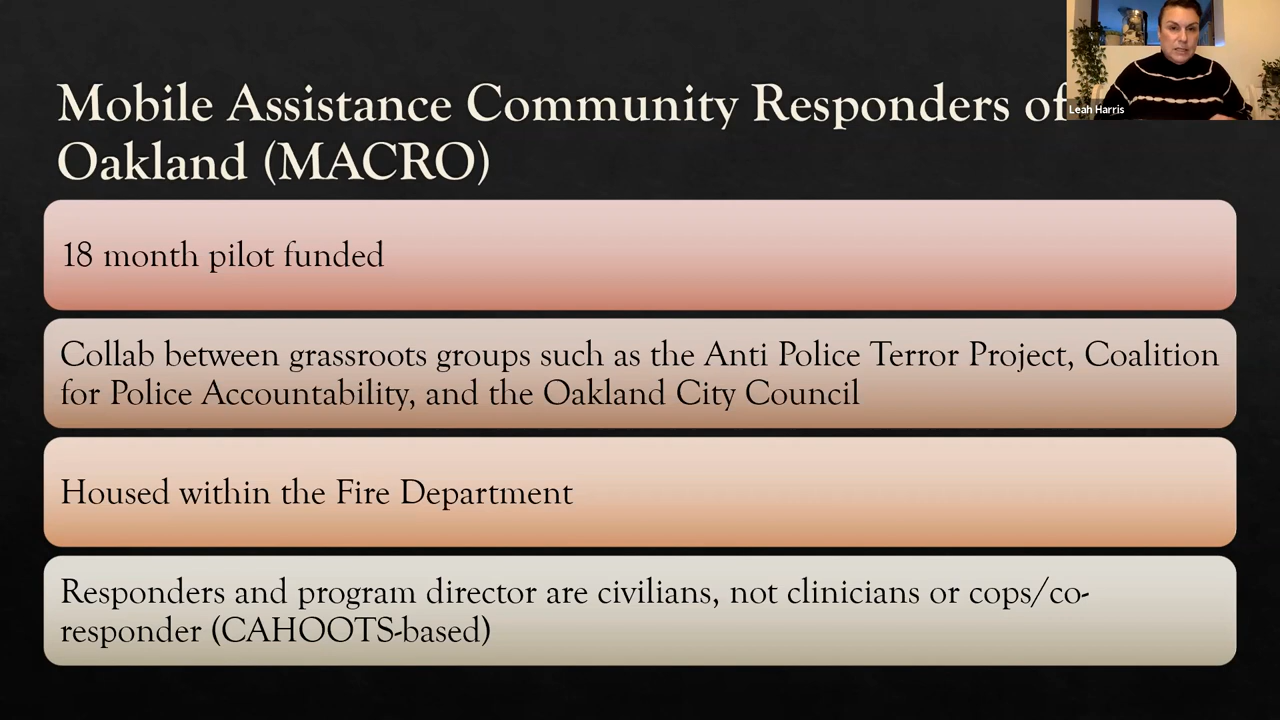 Mobile Assistance Community Responders of
Oakland (MACRO)
Leah Harris
18 month pilot funded
Collab between grassroots groups such as the Anti Police Terror Project, Coalition
for Police Accountability, and the Oakland City Council
Housed within the Fire Department
Responders and program director are civilians, not clinicians or cops/co-
responder (CAHOOTS-based)